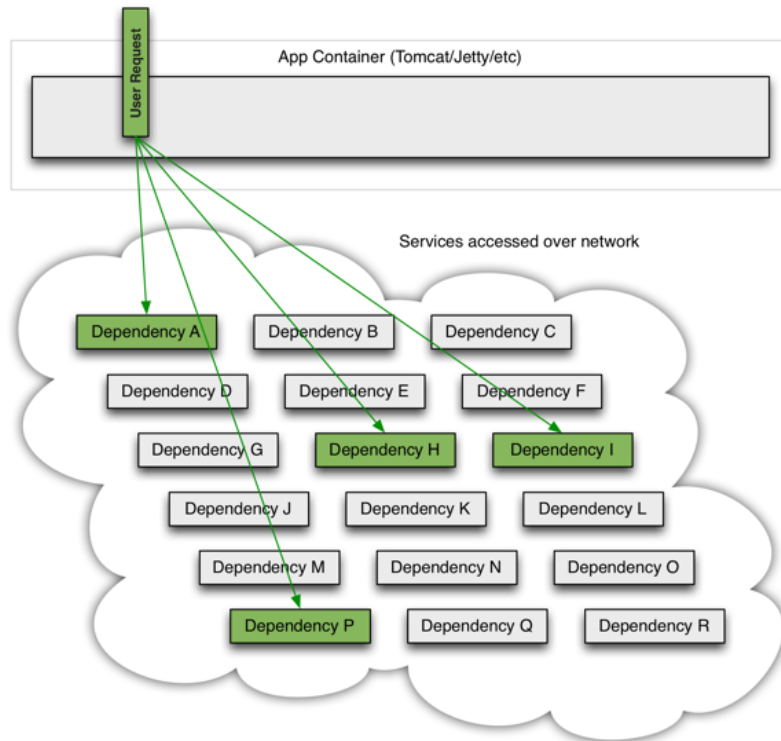 User Request
App Container (Tomcat/Jetty/etc)
Services accessed over network
Dependency A
Dependency B
Dependency C
Dependency D
Dependency E
Dependency F
Dependency G
Dependency H
Dependency I
Dependency J
Dependency K
Dependency L
Dependency M
Dependency N
Dependency O
Dependency P
Dependency Q
Dependency R